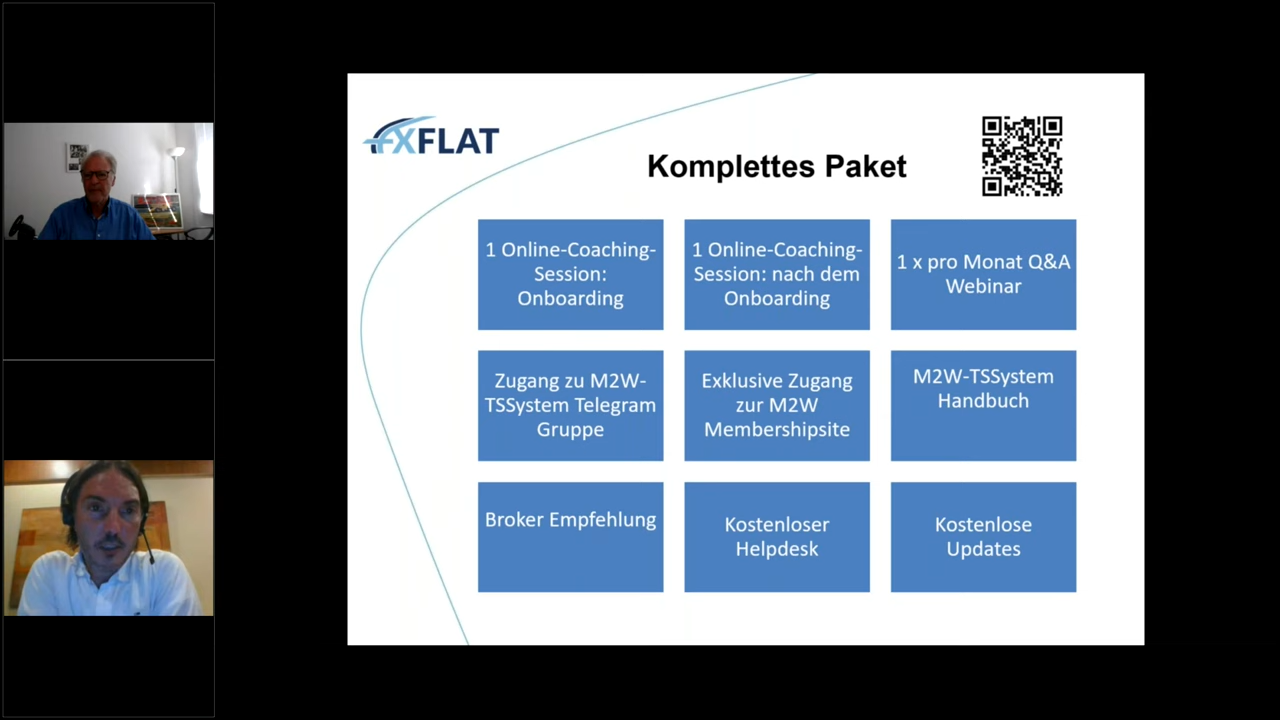 FXFLAT
Komplettes Paket
1 Online-Coaching-
Session:
Onboarding
1 Online-Coaching-
Session: nach dem
Onboarding
1 x pro Monat Q&A
Webinar
Zugang zu M2W-
TSSystem Telegram
Gruppe
Exklusive Zugang
zur M2W
Membershipsite
M2W-TSSystem
Handbuch
Broker Empfehlung
Kostenloser
Helpdesk
Kostenlose
Updates